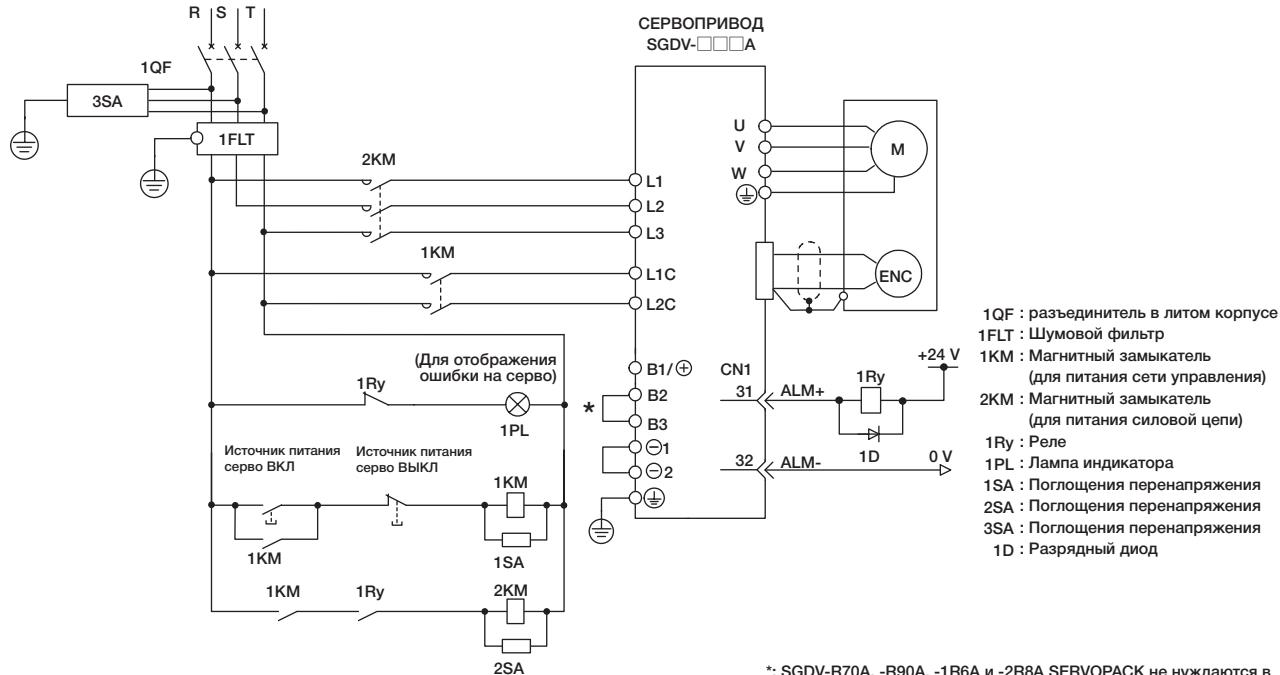 R S T
СЕРВОПРИВОД
SGDV-□□□A
1QF
3SA
1FLT
2KM
L1
L2
L3
1KM
L1C
L2C
U
V
W
M
ENC
(Для отображения
ошибки на серво)
1Ry
1PL
B1/⊕
B2
*
B3
⊖1
⊖2
CN1
31
ALM+
1Ry
+24 V
1D
32
ALM-
0 V
Источник питания
серво ВКЛ
Источник питания
серво ВЫКЛ
1KM
1KM
1SA
1KM
1Ry
2KM
2SA
1QF : разъединитель в литом корпусе
1FLT : Шумовой фильтр
1KM : Магнитный замыкатель
(для питания сети управления)
2KM : Магнитный замыкатель
(для питания силовой цепи)
1Ry : Реле
1PL : Лампа индикатора
1SA : Поглощения перенапряжения
2SA : Поглощения перенапряжения
3SA : Поглощения перенапряжения
1D : Разрядный диод
*: SGDV-R70A, -R90A, -1R6A и -2R8A SERVOPACK не нуждаются в